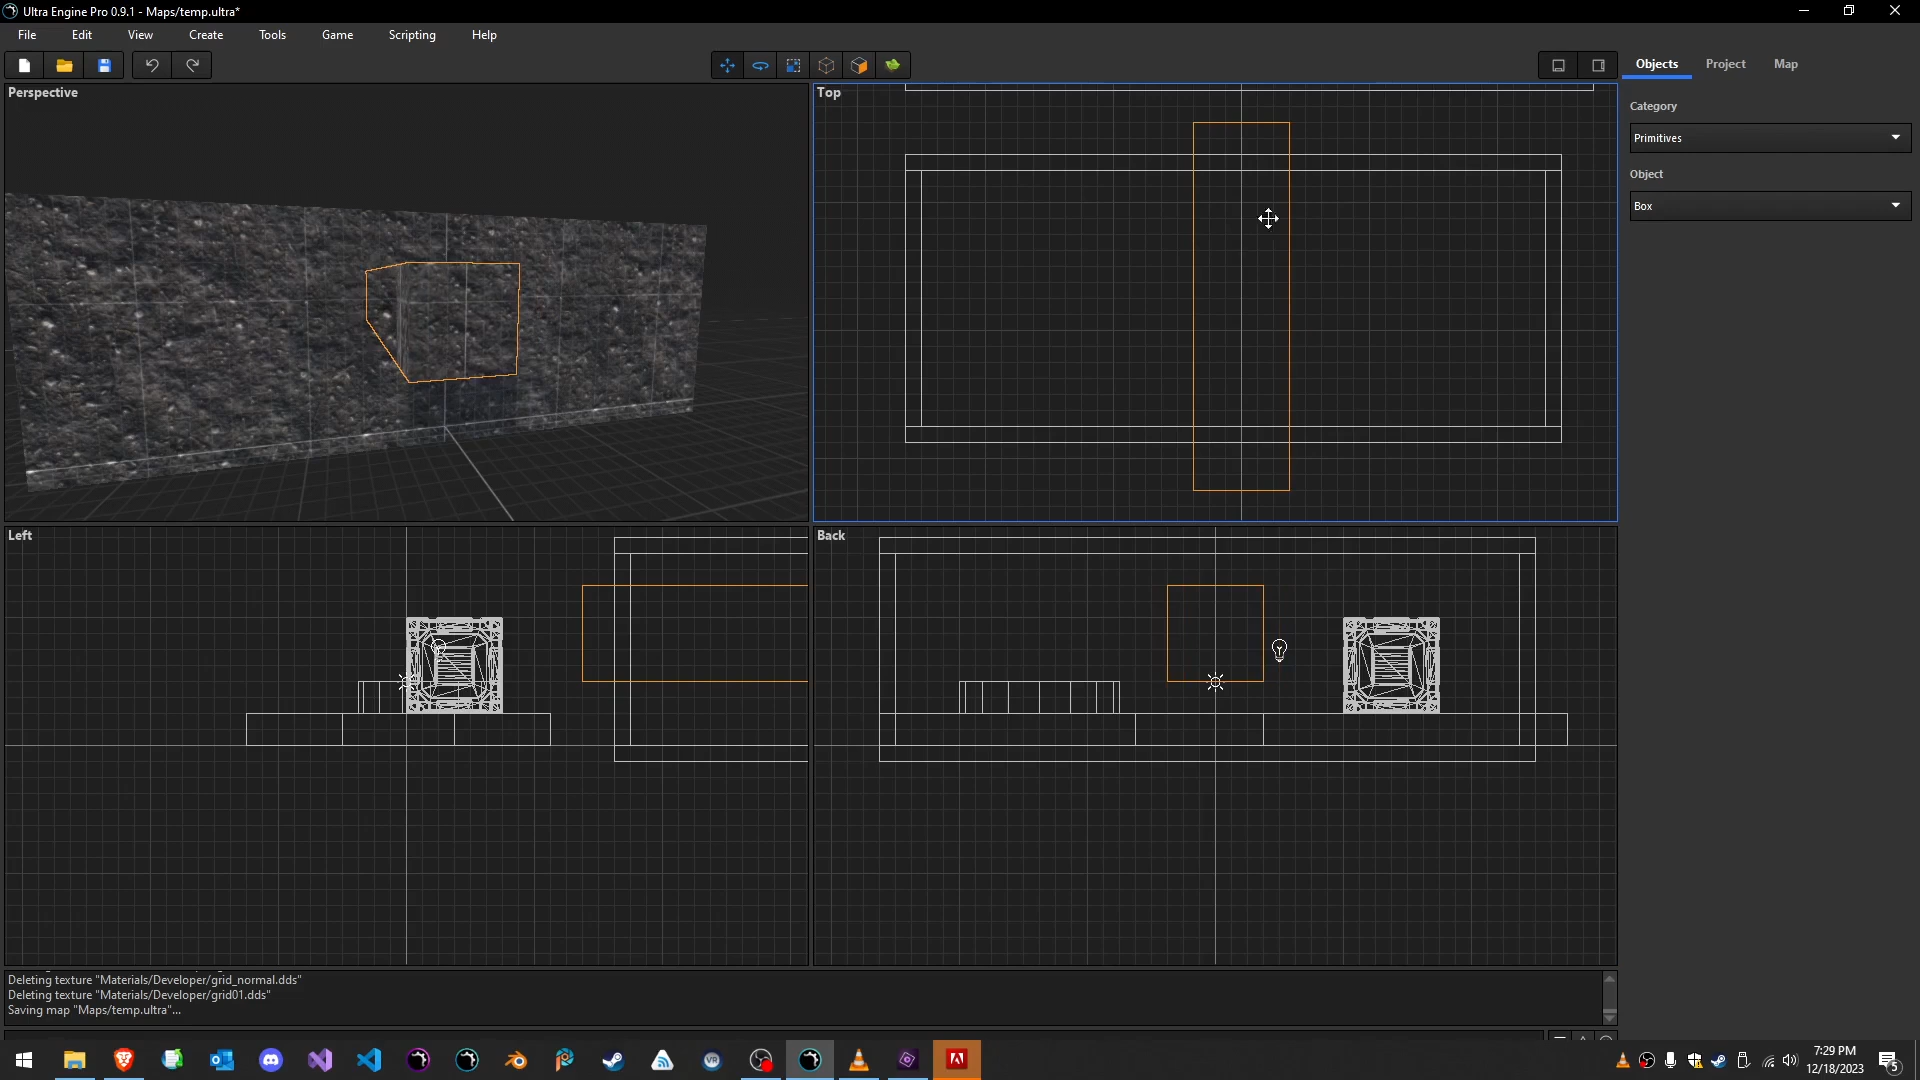 Ultra Engine Pro 0.9.1 - Maps/temp.ultra*
File Edit View Create Tools Game Scripting Help
Objects Project Map
Perspective
Top
Category
Primitives
Object
Box
Left
Back
Deleting texture "Materials/Developer/grid_normal.dds"
Deleting texture "Materials/Developer/grid01.dds"
Saving map "Maps/temp.ultra"...
7:29 PM
12/18/2023
5